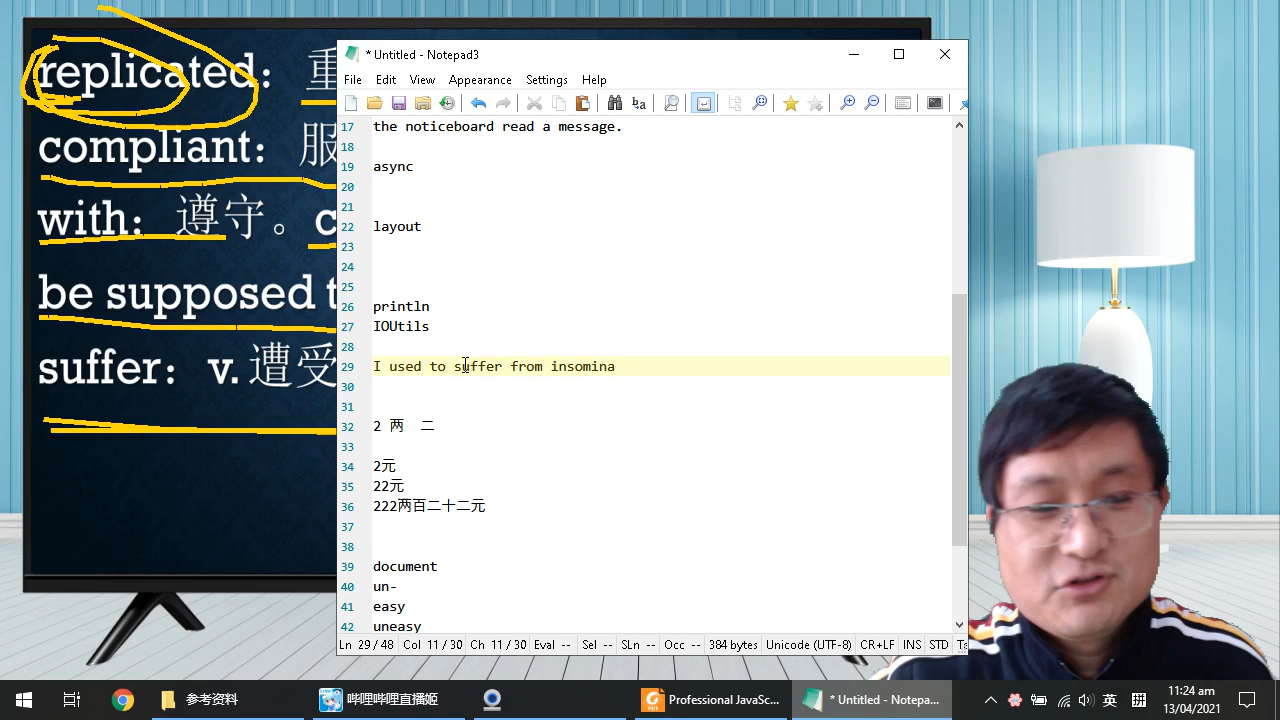 replicated： 重
compliant： 服
with： 遵守。c
be supposed t
suffer： v. 遭受
* Untitled - Notepad3
File Edit View Appearance Settings Help
17 the noticeboard read a message.
18
19 async
20
21
22 layout
23
24
25
26 println
27 IOUtils
28
29 I used to suffer from insomina
30
31
32 2 两 二
33
34 2元
35 22元
36 222两百二十二元
37
38
39 document
40 un-
41 easy
42 uneasy
Ln 29 / 48 Col 11 / 30 Ch 11 / 30 Eval -- Sel -- SLn -- Occ -- 384 bytes Unicode (UTF-8) CR+LF INS STD
参考资料 哔哩哔哩直播姬 Professional JavaSc... * Untitled - Notepa... 英 拼 11:24 am
13/04/2021